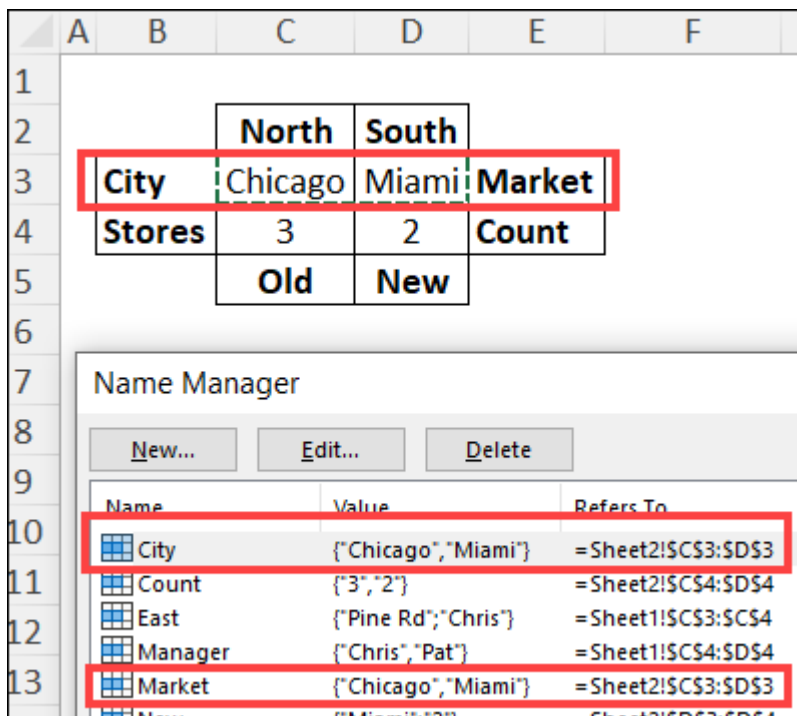 A B C D E F
1
2 North South
3 City Chicago Miami Market
4 Stores 3 2 Count
5 Old New
6
7 Name Manager
8 New... Edit... Delete
9
Name Value Refers To
10 City {"Chicago","Miami"} =Sheet2!$C$3:$D$3
11 Count {"3","2"} =Sheet2!$C$4:$D$4
East {"Pine Rd";"Chris"} =Sheet1!$C$3:$C$4
12 Manager {"Chris","Pat"} =Sheet1!$C$4:$D$4
13 Market {"Chicago","Miami"} =Sheet2!$C$3:$D$3